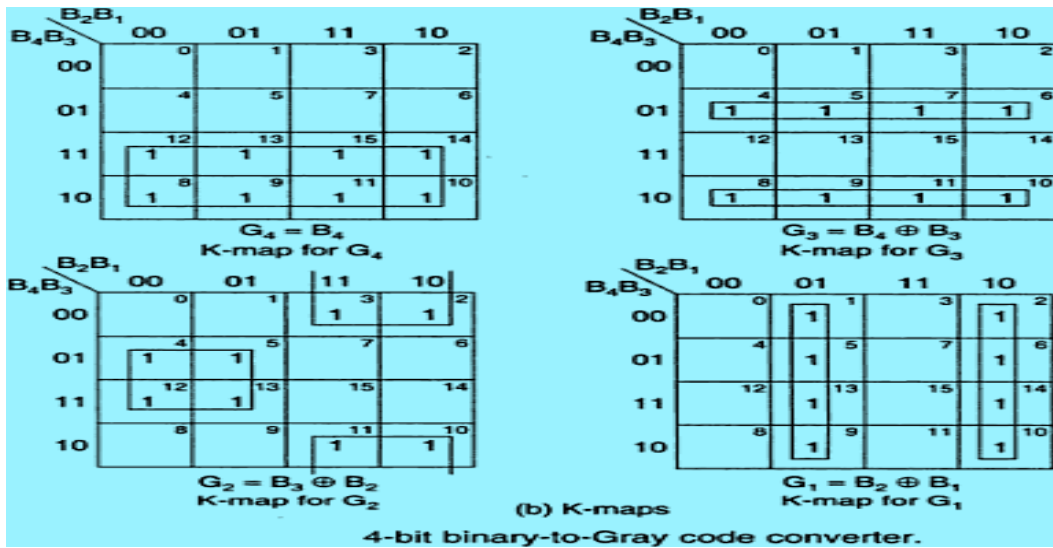 B₂B₁
B₄B₃ 00 01 11 10
0 1 3 2
00
4 5 7 6
01
12 13 15 14
11 1 1 1 1
8 9 11 10
10 1 1 1 1
G₄ = B₄
K-map for G₄
B₂B₁
B₄B₃ 00 01 11 10
0 1 3 2
00
4 5 7 6
01 1 1 1 1
12 13 15 14
11
8 9 11 10
10 1 1 1 1
G₃ = B₄ ⊕ B₃
K-map for G₃
B₂B₁
B₄B₃ 00 01 11 10
0 1 3 2
00 1 1
4 5 7 6
01 1 1
12 13 15 14
11 1 1
8 9 11 10
10 1 1
G₂ = B₃ ⊕ B₂
K-map for G₂
B₂B₁
B₄B₃ 00 01 11 10
0 1 3 2
00 1 1
4 5 7 6
01 1 1
12 13 15 14
11 1 1
8 9 11 10
10 1 1
G₁ = B₂ ⊕ B₁
K-map for G₁
(b) K-maps
4-bit binary-to-Gray code converter.